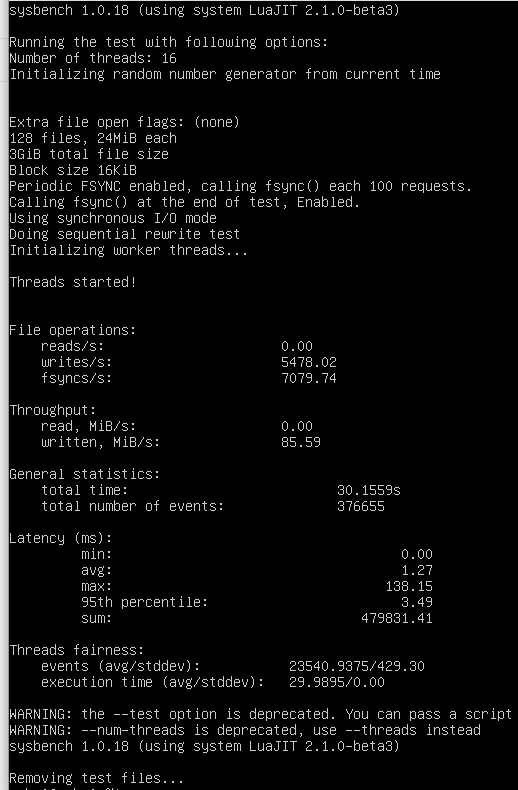 sysbench 1.0.18 (using system LuaJIT 2.1.0-beta3)
Running the test with following options:
Number of threads: 16
Initializing random number generator from current time
Extra file open flags: (none)
128 files, 24MiB each
3GiB total file size
Block size 16KiB
Periodic FSYNC enabled, calling fsync() each 100 requests.
Calling fsync() at the end of test, Enabled.
Using synchronous I/O mode
Doing sequential rewrite test
Initializing worker threads...
Threads started!
File operations:
reads/s: 0.00
writes/s: 5478.02
fsyncs/s: 7079.74
Throughput:
read, MiB/s: 0.00
written, MiB/s: 85.59
General statistics:
total time: 30.1559s
total number of events: 376655
Latency (ms):
min: 0.00
avg: 1.27
max: 138.15
95th percentile: 3.49
sum: 479831.41
Threads fairness:
events (avg/stddev): 23540.9375/429.30
execution time (avg/stddev): 29.9895/0.00
WARNING: the --test option is deprecated. You can pass a script
WARNING: --num-threads is deprecated, use --threads instead
sysbench 1.0.18 (using system LuaJIT 2.1.0-beta3)
Removing test files...